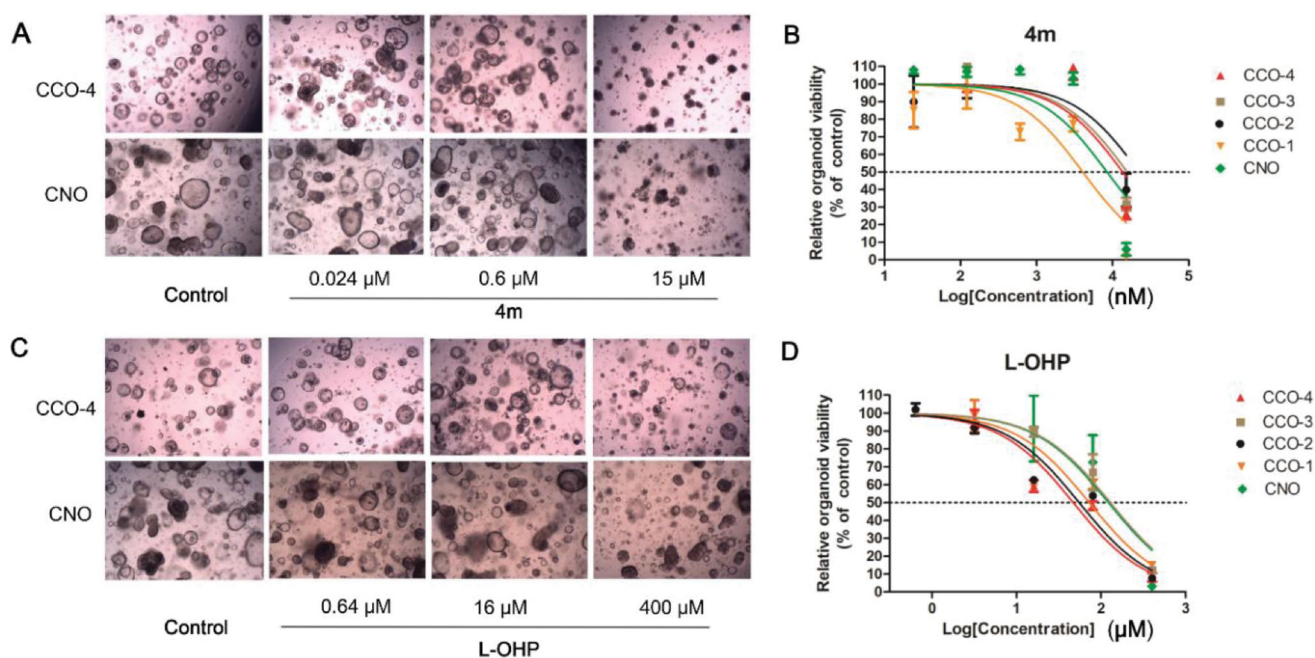 A
CCO-4
CNO
Control
0.024 µM
0.6 µM
15 µM
4m
B
4m
Relative organoid viability
(% of control)
110
100
90
80
70
60
50
40
30
20
10
0
1
2
3
4
5
Log[Concentration] (nM)
CCO-4
CCO-3
CCO-2
CCO-1
CNO
C
CCO-4
CNO
Control
0.64 µM
16 µM
400 µM
L-OHP
D
L-OHP
Relative organoid viability
(% of control)
110
100
90
80
70
60
50
40
30
20
10
0
0
1
2
3
Log[Concentration] (µM)
CCO-4
CCO-3
CCO-2
CCO-1
CNO